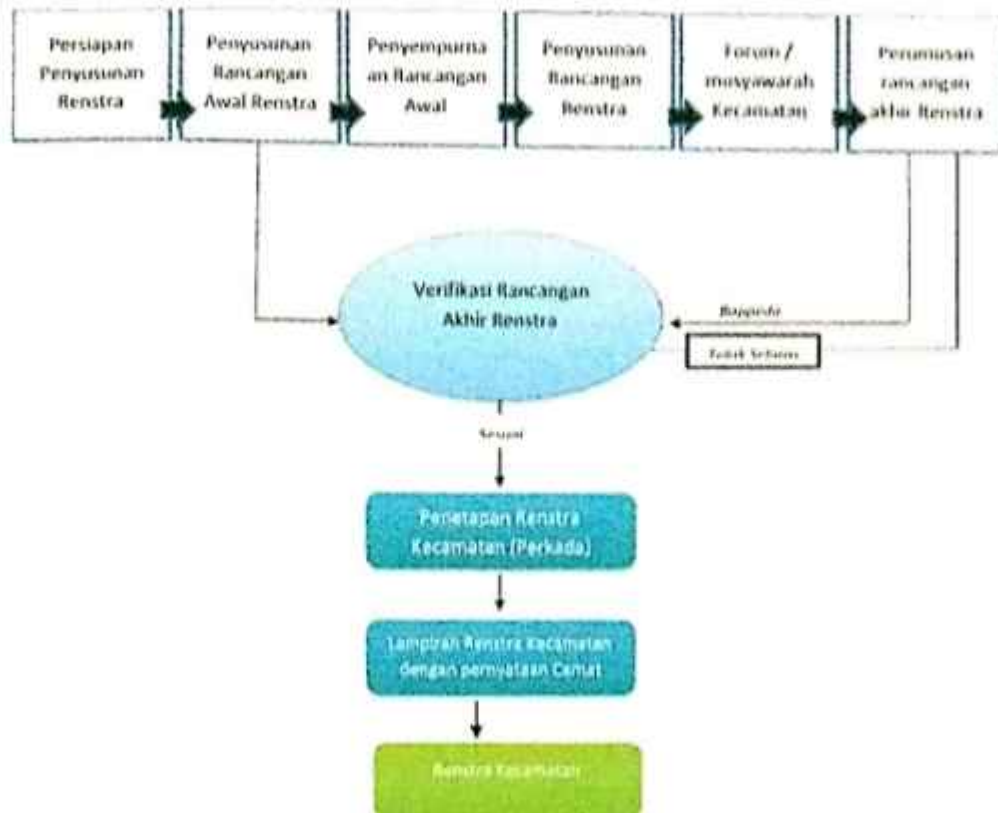 Persiapan
Penyusunan
Renstra
Penyusunan
Rancangan
Awal Renstra
Penyempurna
an Rancangan
Awal
Penyusunan
Rancangan
Renstra
Forum /
musyawarah
Kecamatan
Perumusan
rancangan
akhir Renstra
Verifikasi Rancangan
Akhir Renstra
Bappeda
Tidak Sesuai
Sesuai
Penetapan Renstra
Kecamatan (Perkada)
Lampiran Renstra Kecamatan
dengan pernyataan Camat
Renstra Kecamatan